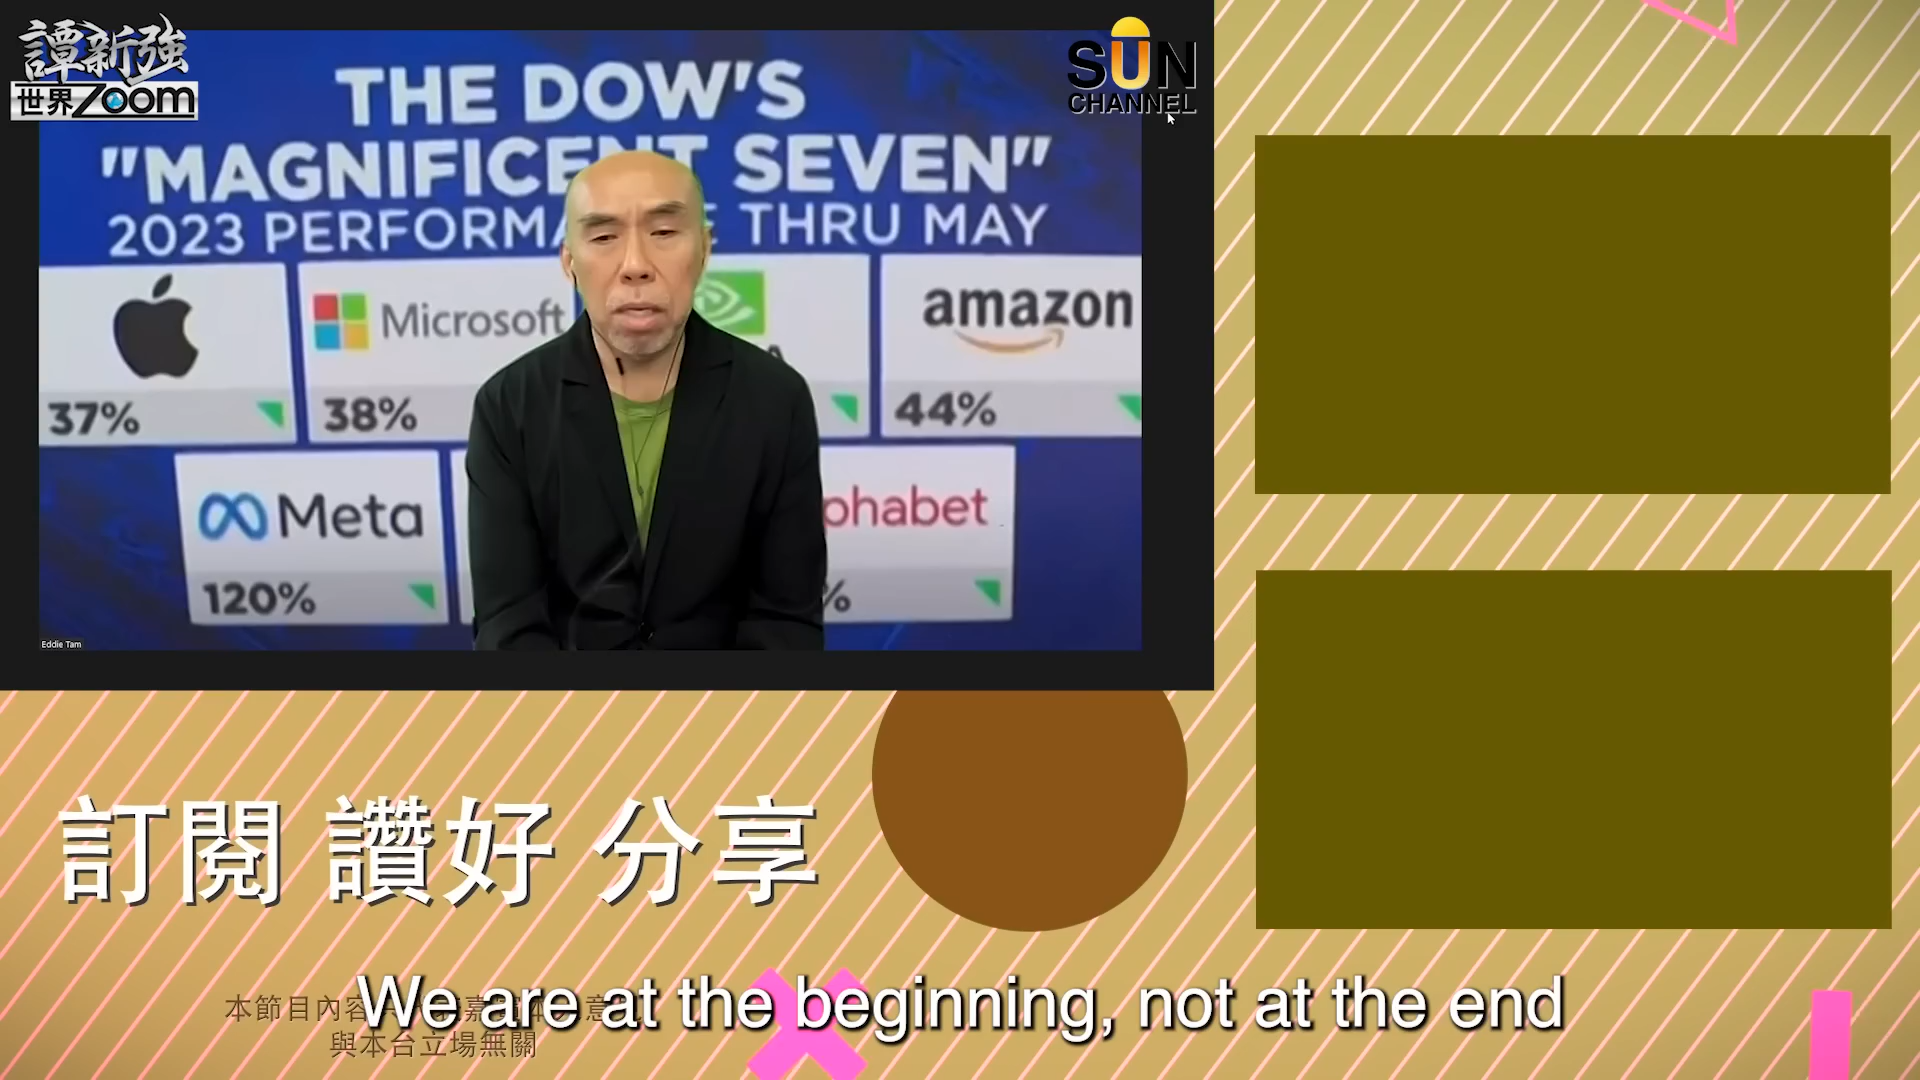 譚新強
世界Zoom
SUN
CHANNEL
THE DOW'S
"MAGNIFICENT SEVEN"
2023 PERFORMA E THRU MAY
Microsoft
amazon
37%
38%
44%
Meta
phabet
120%
%
Eddie Tam
訂閱 讚好 分享
本節目內容
與本台立場無關
We are at the beginning, not at the end